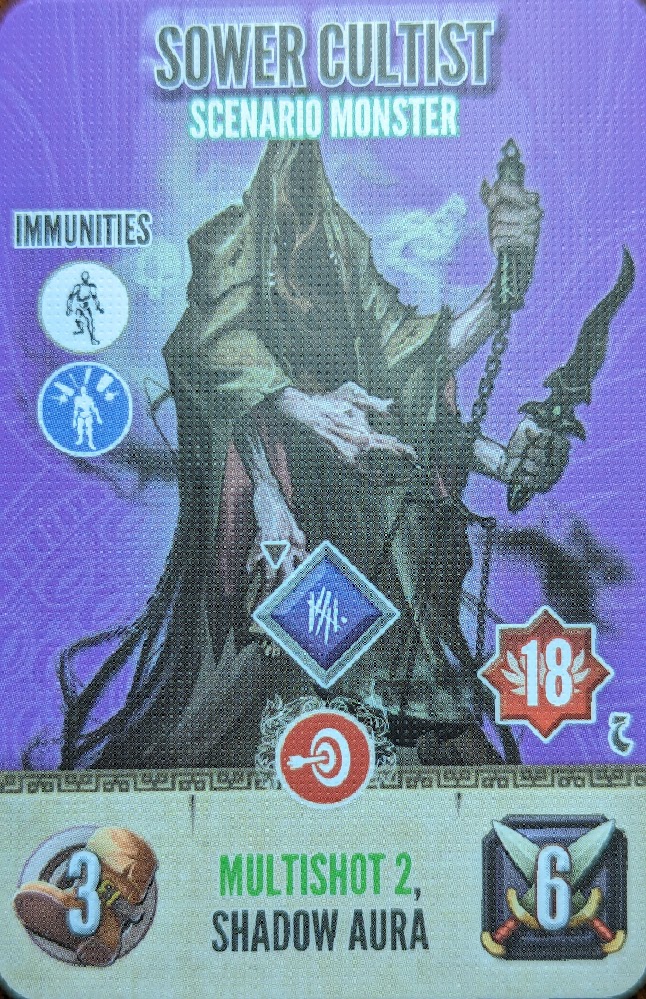 SOWER CULTIST
SCENARIO MONSTER
IMMUNITIES
18
3
MULTISHOT 2,
SHADOW AURA
6